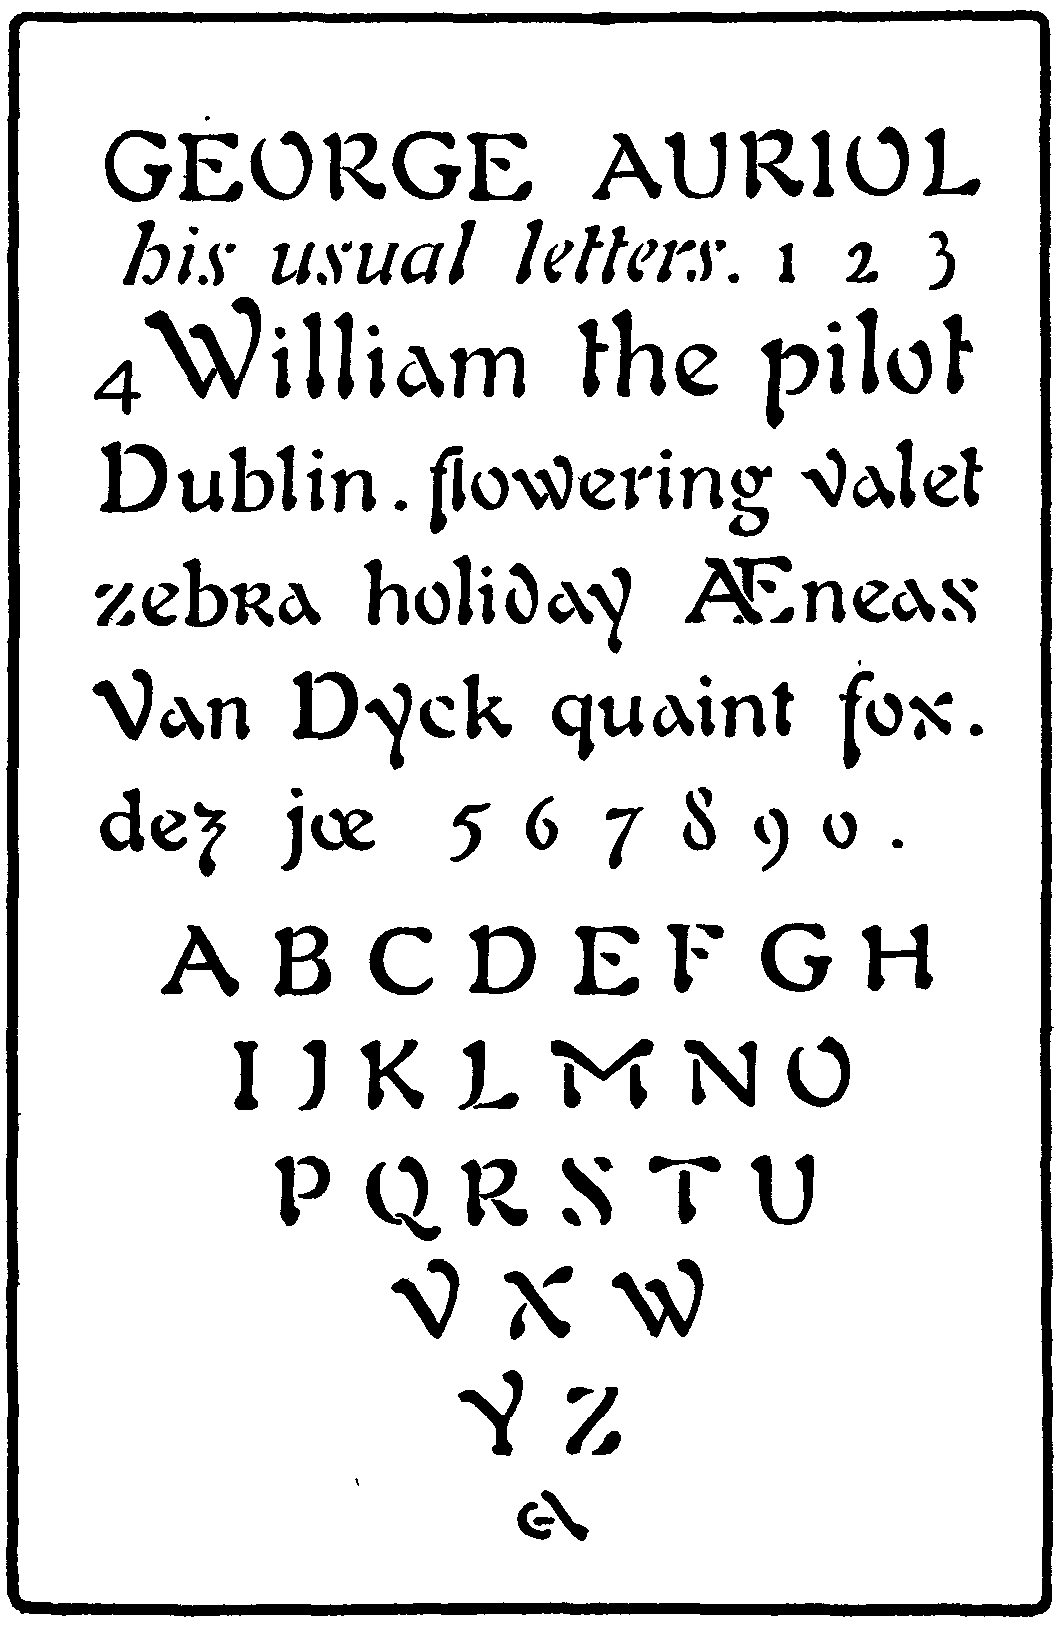 GEORGE AURIOL
his usual letters. 1 2 3
4 William the pilot
Dublin. flowering valet
zebra holiday Æneas
Van Dyck quaint fox.
dez jœ 5 6 7 8 9 0 .
A B C D E F G H
I J K L M N O
P Q R S T U
V X W
Y Z
GA